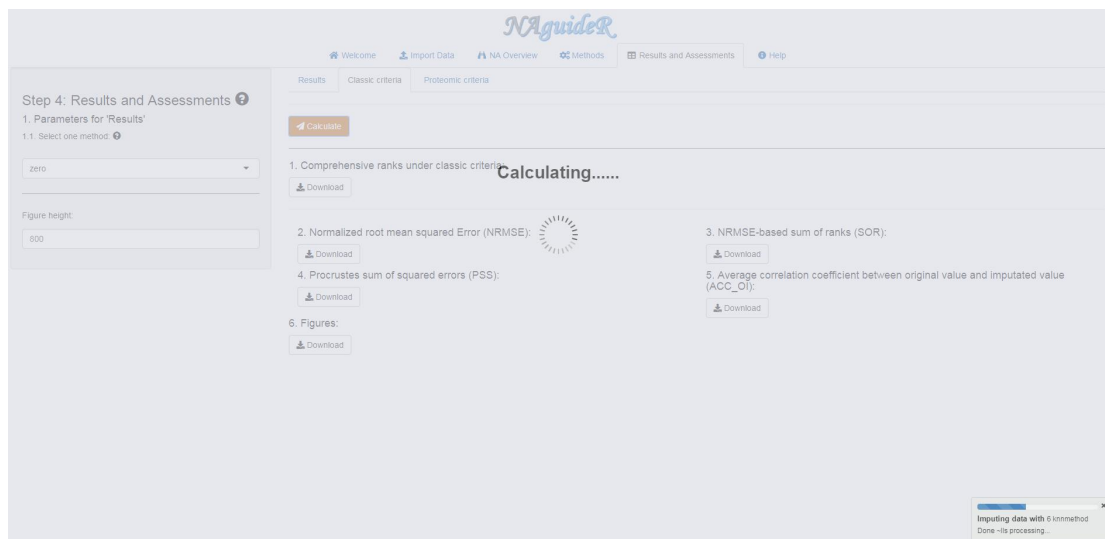 NAguideR
Welcome Import Data NA Overview Methods Results and Assessments Help
Results Classic criteria Proteomic criteria
Step 4: Results and Assessments
1. Parameters for 'Results'
1.1. Select one method:
zero
Figure height:
600
Calculate
1. Comprehensive ranks under classic criteria:
Download
Calculating......
2. Normalized root mean squared Error (NRMSE):
Download
3. NRMSE-based sum of ranks (SOR):
Download
4. Procrustes sum of squared errors (PSS):
Download
5. Average correlation coefficient between original value and imputated value
(ACC_OI):
Download
6. Figures:
Download
Imputing data with 6 knnmethod
Done ~lls processing...